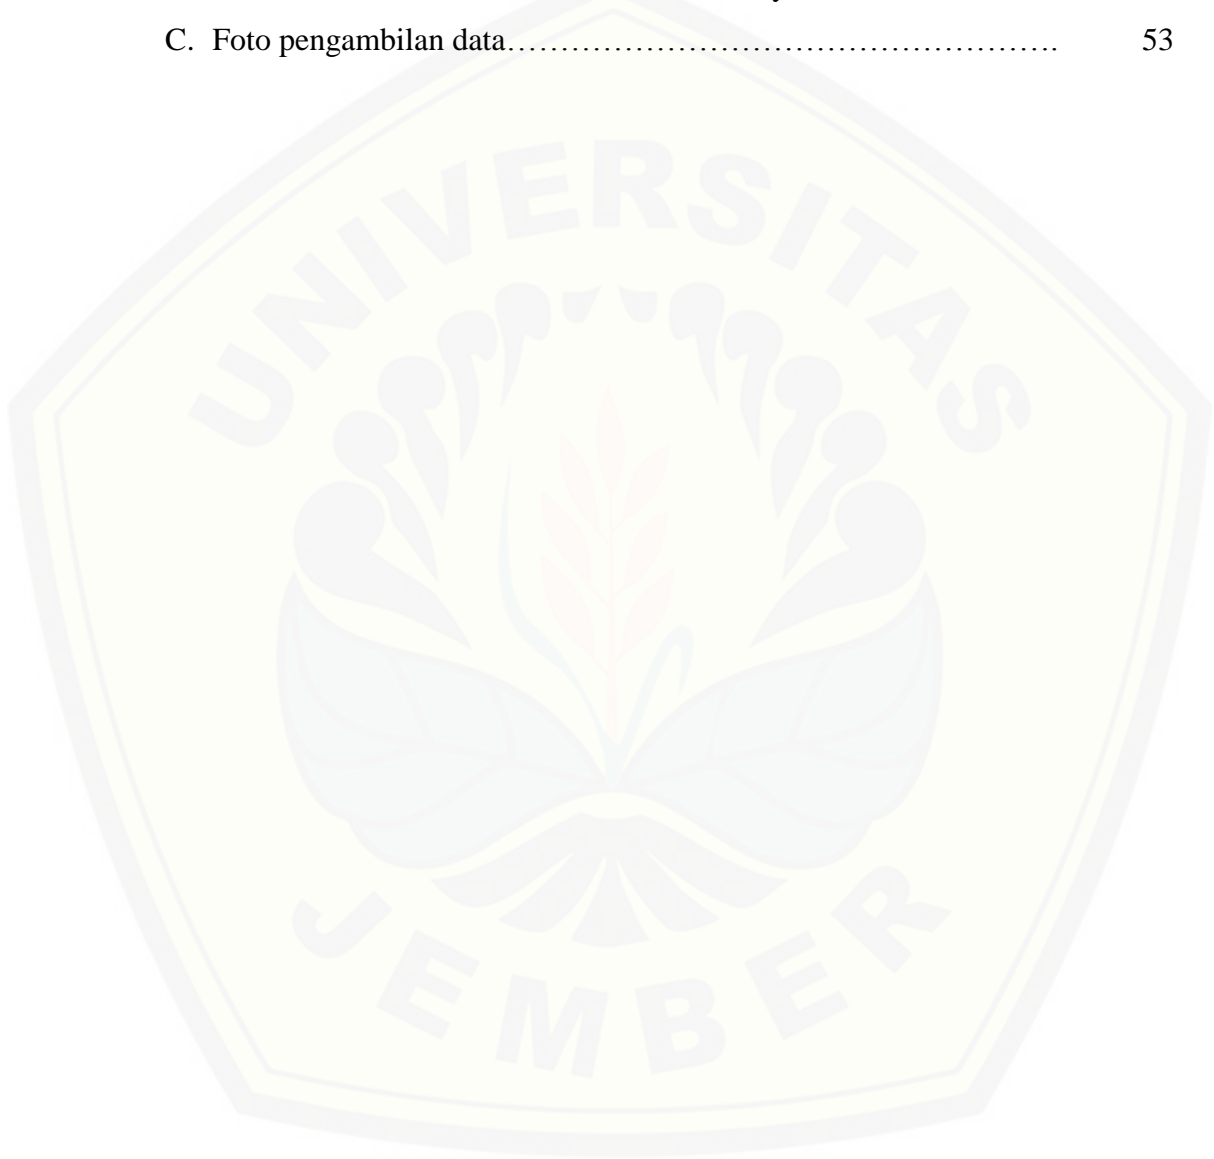 C. Foto pengambilan data………………………………………………. 53
UNIVERSITAS
JEMBER